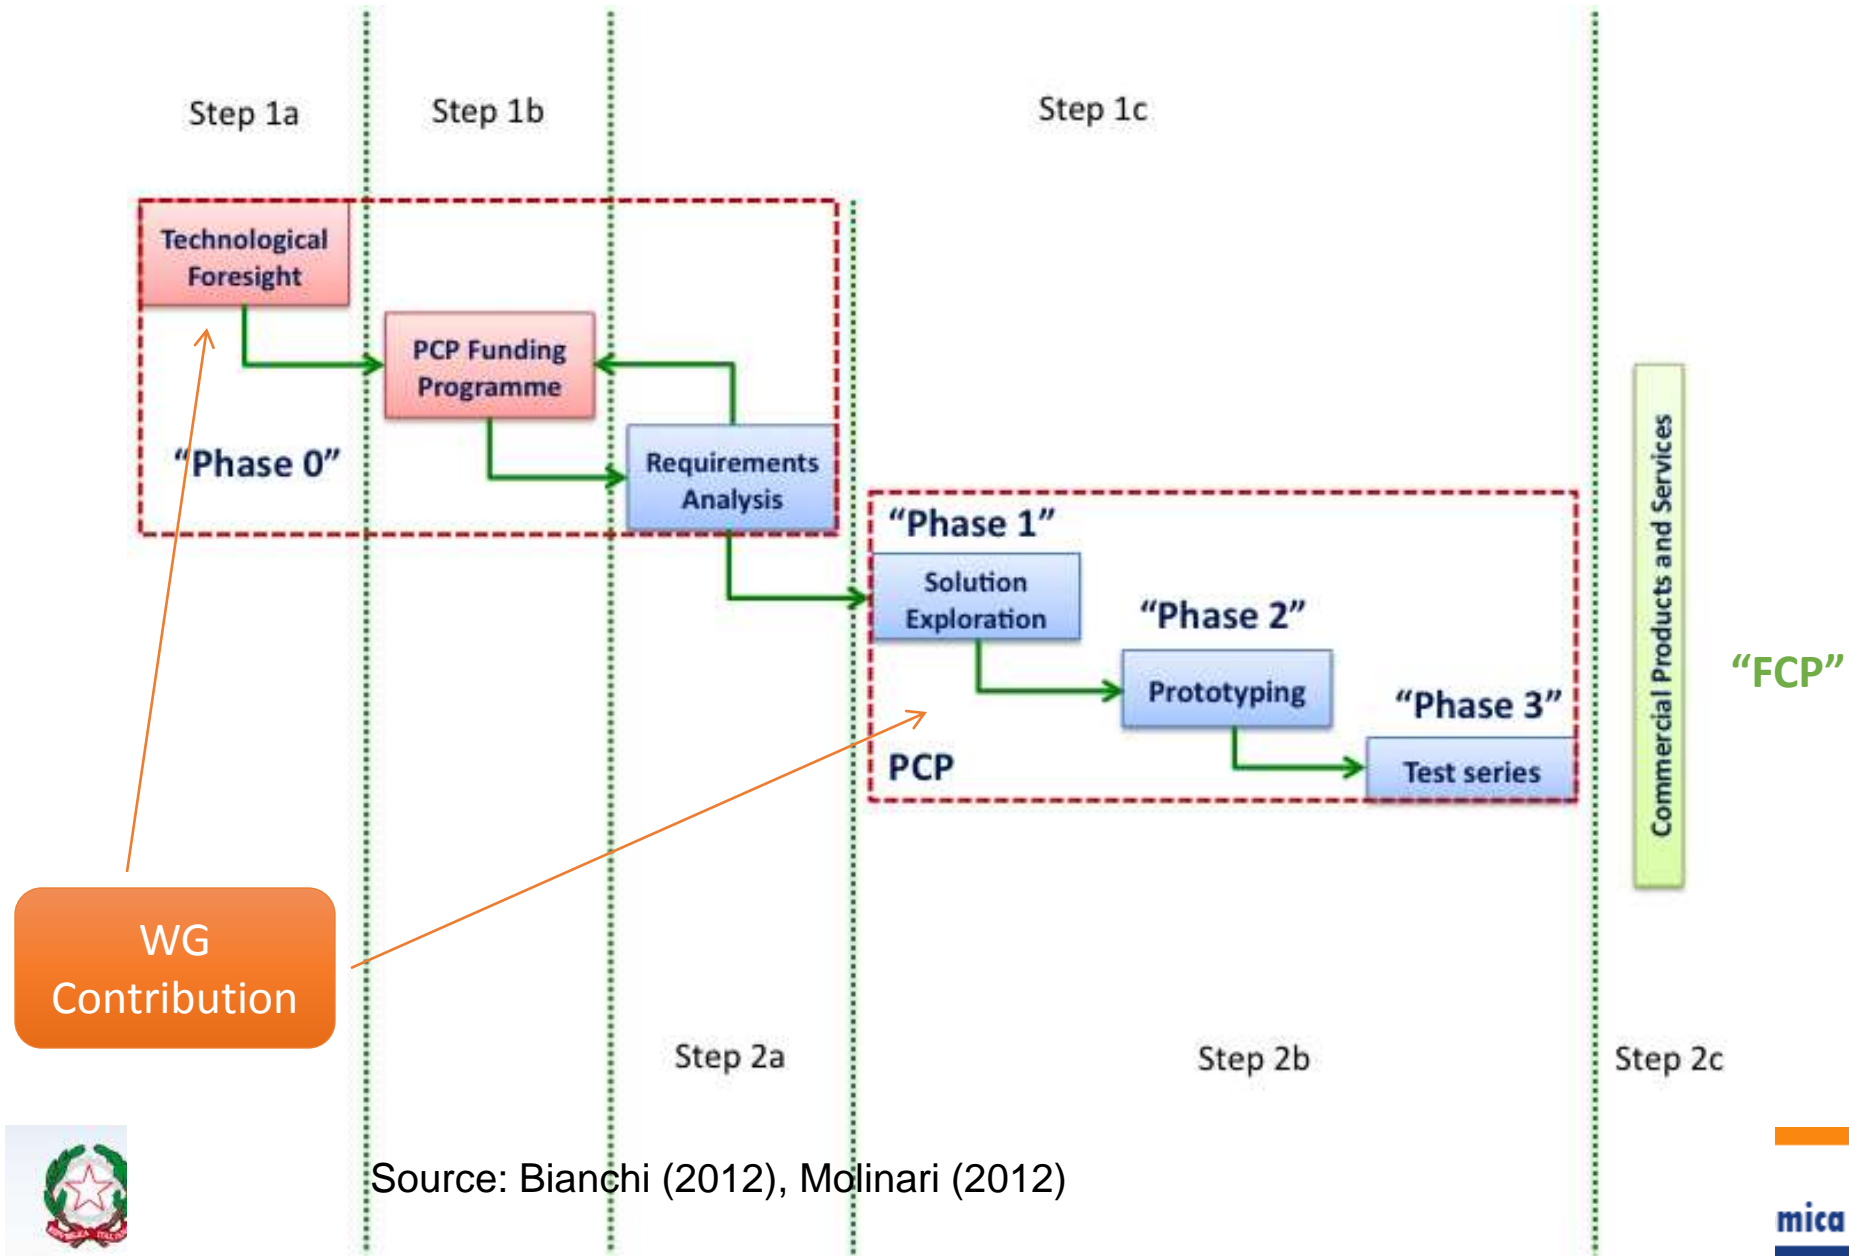 Step 1a
Step 1b
Step 1c
Technological
Foresight
PCP Funding
Programme
“Phase 0”
Requirements
Analysis
“Phase 1”
Solution
Exploration
“Phase 2”
Prototyping
“Phase 3”
Test series
PCP
Commercial Products and Services
“FCP”
WG
Contribution
Step 2a
Step 2b
Step 2c
Source: Bianchi (2012), Molinari (2012)
mica